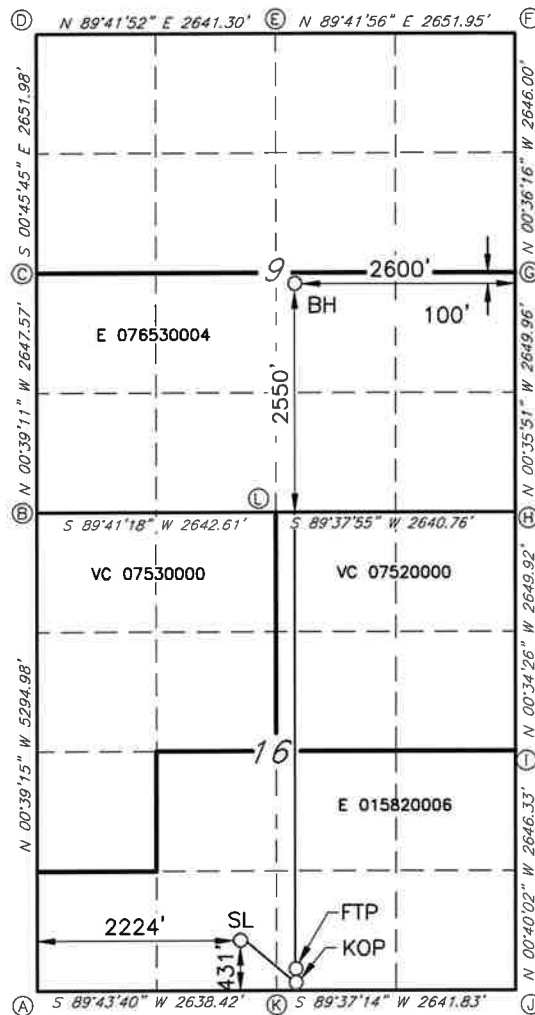 D
N 89°41'52" E 2641.30'
E
N 89°41'56" E 2651.95'
F
S 00°45'45" E 2651.98'
N 00°36'16" W 2646.00'
C
9
2600'
G
BH
100'
E 076530004
N 00°39'11" W 2647.57'
2550'
N 00°35'51" W 2649.96'
B
L
H
S 89°41'18" W 2642.61'
S 89°37'55" W 2640.76'
VC 07530000
VC 07520000
N 00°34'26" W 2649.92'
N 00°39'15" W 5294.98'
16
I
E 015820006
N 00°40'02" W 2646.33'
2224'
SL
FTP
431'
KOP
A
S 89°43'40" W 2638.42'
K
S 89°37'14" W 2641.83'
J